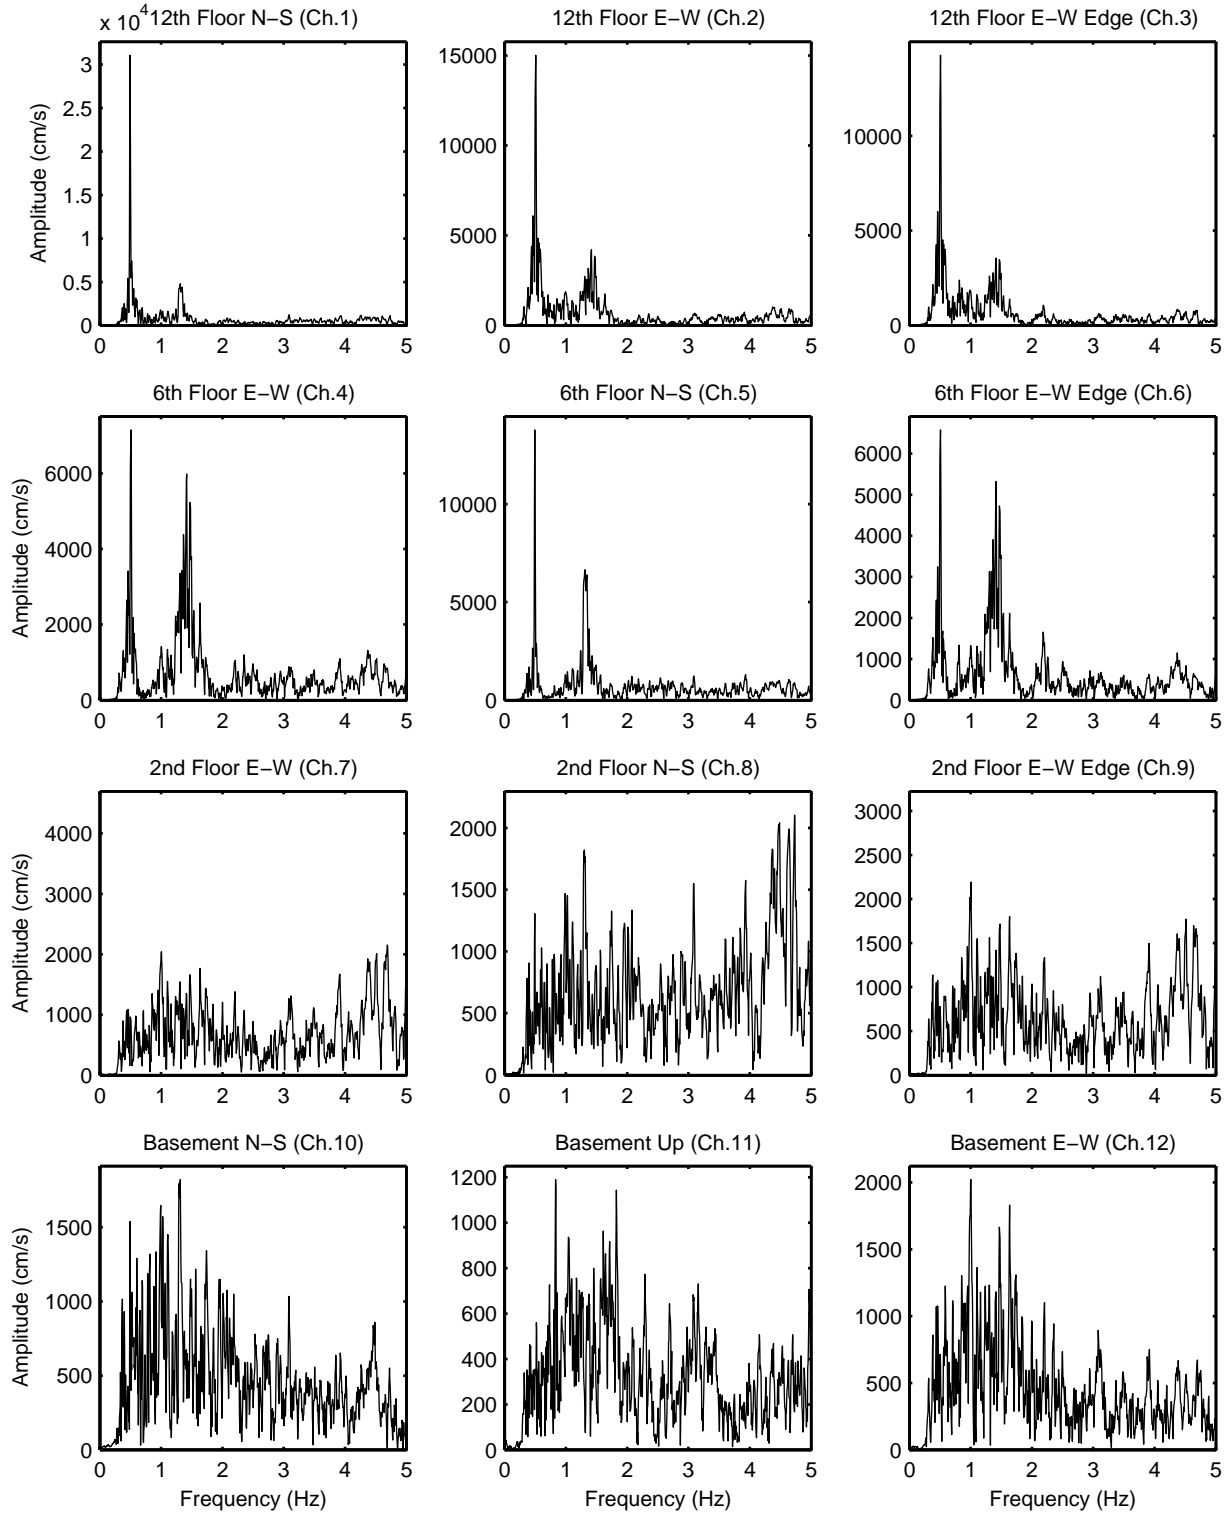 x 10^4 12th Floor N−S (Ch.1)
12th Floor E−W (Ch.2)
12th Floor E−W Edge (Ch.3)
Amplitude (cm/s)
3
2.5
2
1.5
1
0.5
0
0 1 2 3 4 5
15000
10000
5000
0
0 1 2 3 4 5
10000
5000
0
0 1 2 3 4 5
6th Floor E−W (Ch.4)
6th Floor N−S (Ch.5)
6th Floor E−W Edge (Ch.6)
Amplitude (cm/s)
6000
4000
2000
0
0 1 2 3 4 5
10000
5000
0
0 1 2 3 4 5
6000
5000
4000
3000
2000
1000
0
0 1 2 3 4 5
2nd Floor E−W (Ch.7)
2nd Floor N−S (Ch.8)
2nd Floor E−W Edge (Ch.9)
Amplitude (cm/s)
4000
3000
2000
1000
0
0 1 2 3 4 5
2000
1500
1000
500
0
0 1 2 3 4 5
3000
2500
2000
1500
1000
500
0
0 1 2 3 4 5
Basement N−S (Ch.10)
Basement Up (Ch.11)
Basement E−W (Ch.12)
Amplitude (cm/s)
1500
1000
500
0
0 1 2 3 4 5
Frequency (Hz)
1200
1000
800
600
400
200
0
0 1 2 3 4 5
Frequency (Hz)
2000
1500
1000
500
0
0 1 2 3 4 5
Frequency (Hz)